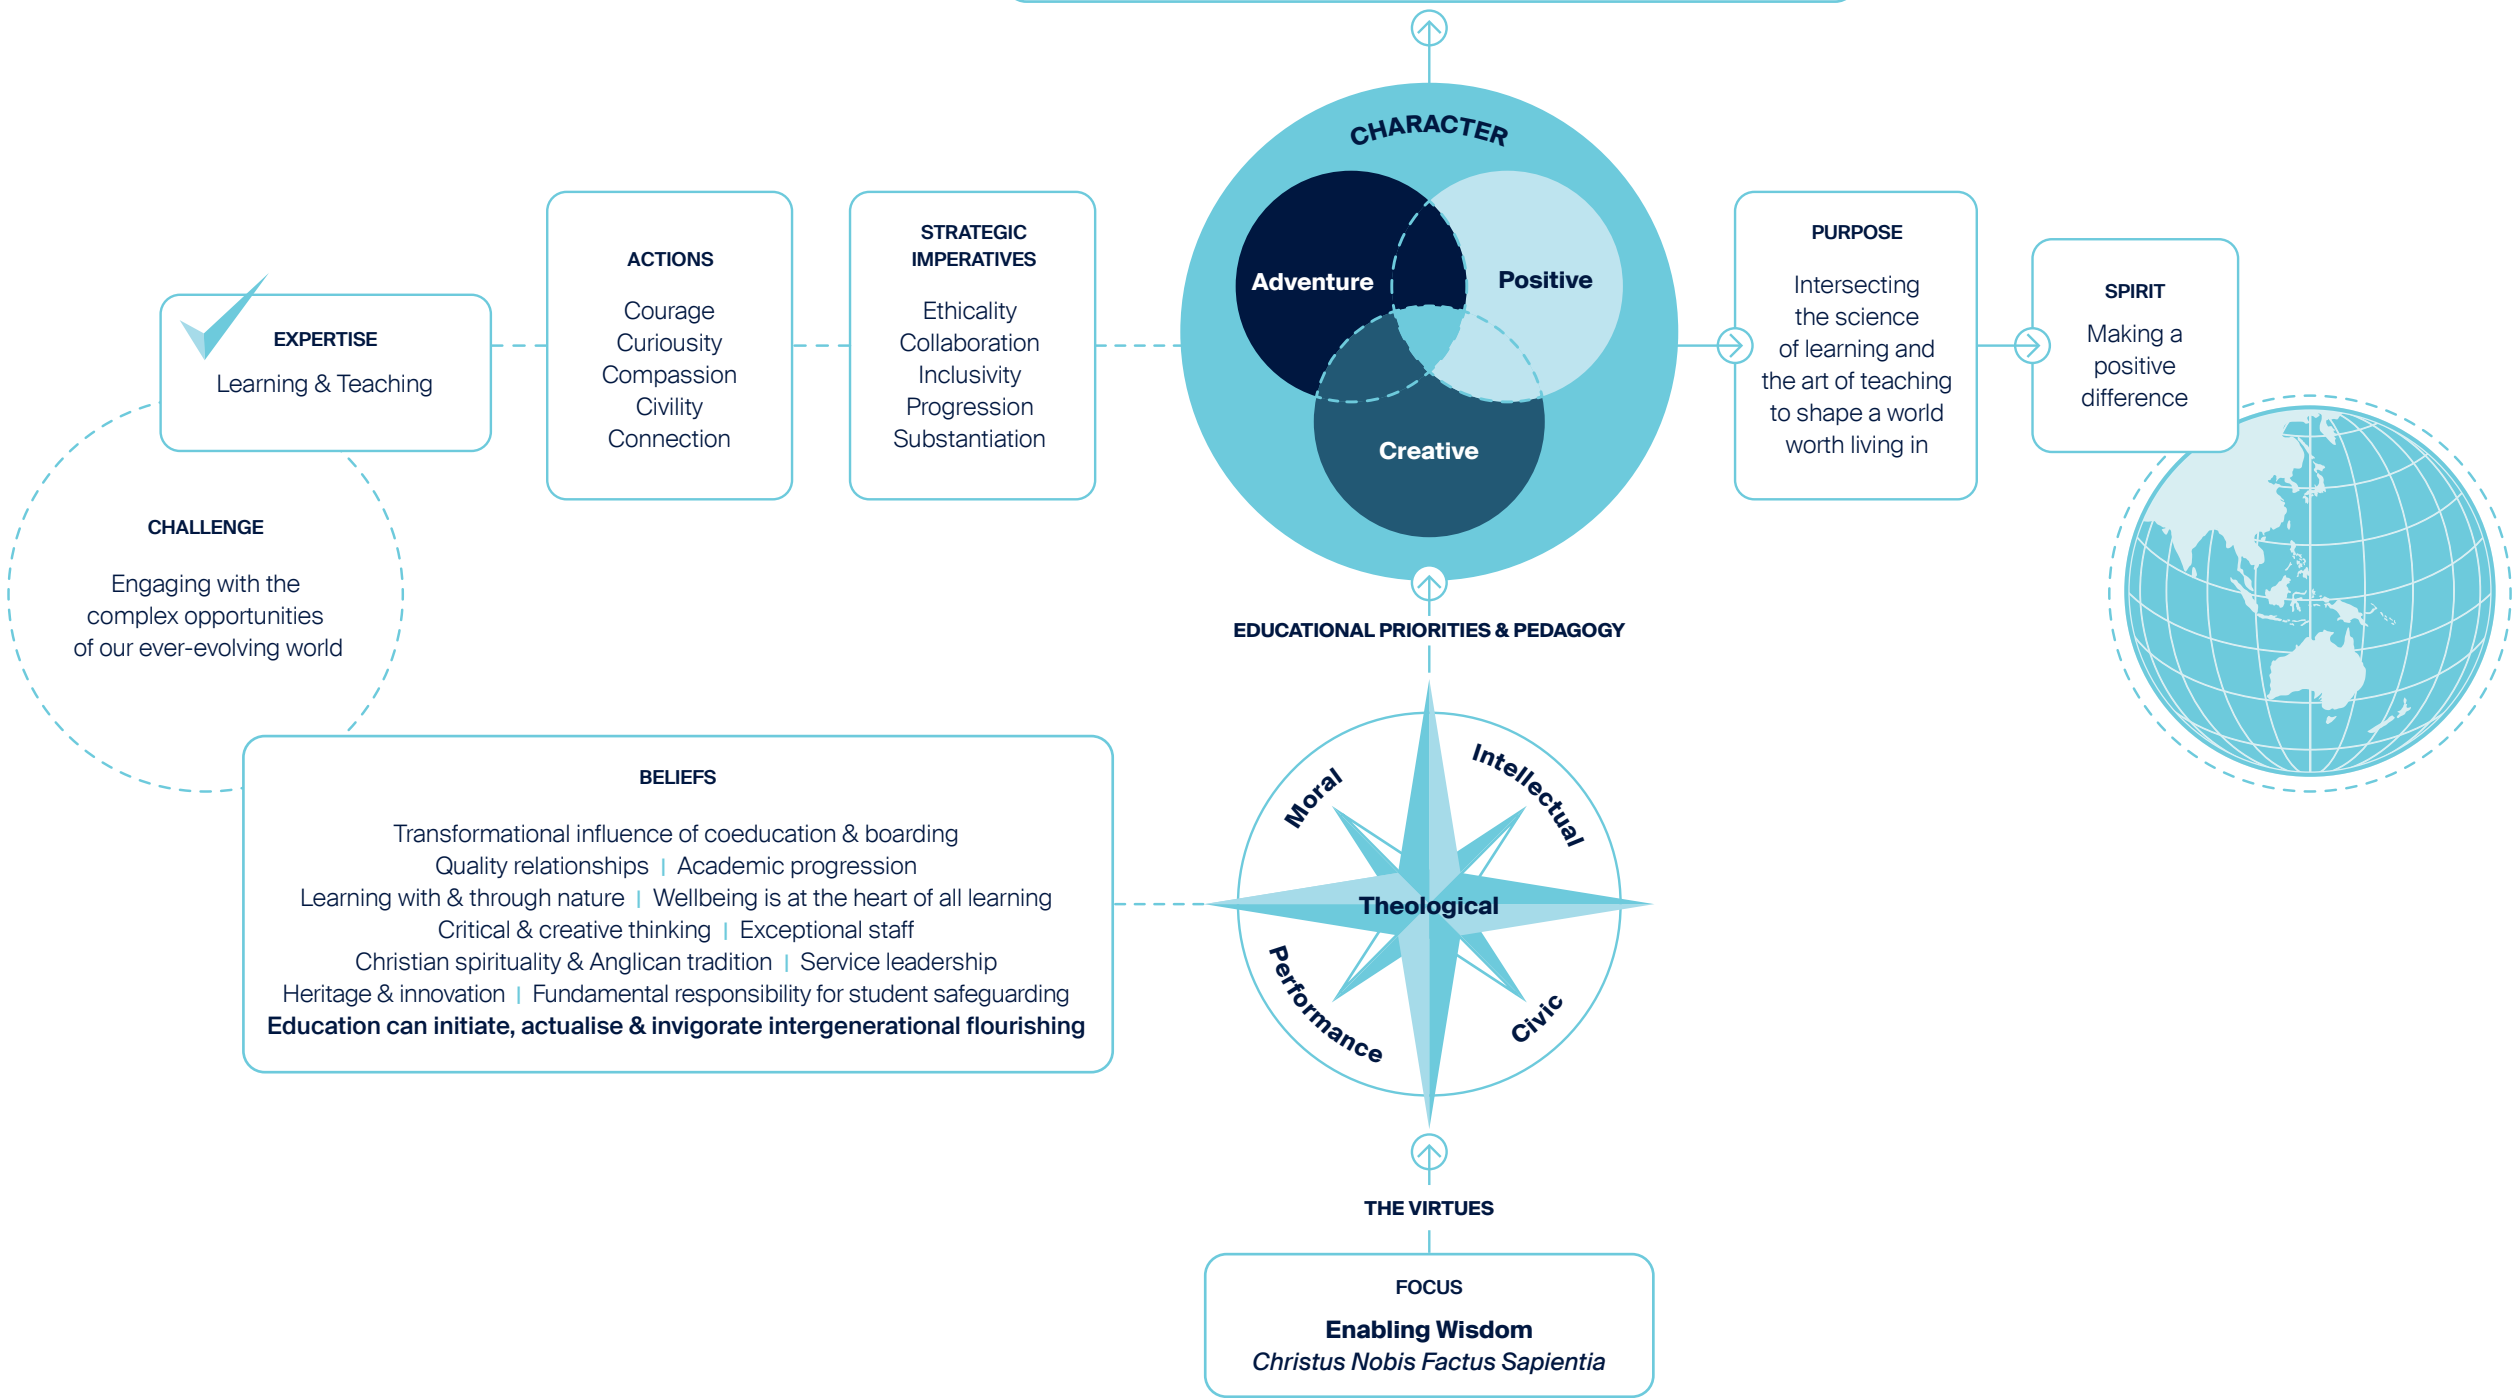 CHARACTER
Adventure
Positive
Creative
EXPERTISE
Learning & Teaching
ACTIONS
Courage
Curiousity
Compassion
Civility
Connection
STRATEGIC
IMPERATIVES
Ethicality
Collaboration
Inclusivity
Progression
Substantiation
PURPOSE
Intersecting
the science
of learning and
the art of teaching
to shape a world
worth living in
SPIRIT
Making a
positive
difference
CHALLENGE
Engaging with the
complex opportunities
of our ever-evolving world
EDUCATIONAL PRIORITIES & PEDAGOGY
BELIEFS
Transformational influence of coeducation & boarding
Quality relationships | Academic progression
Learning with & through nature | Wellbeing is at the heart of all learning
Critical & creative thinking | Exceptional staff
Christian spirituality & Anglican tradition | Service leadership
Heritage & innovation | Fundamental responsibility for student safeguarding
Education can initiate, actualise & invigorate intergenerational flourishing
Moral
Intellectual
Theological
Performance
Civic
THE VIRTUES
FOCUS
Enabling Wisdom
Christus Nobis Factus Sapientia